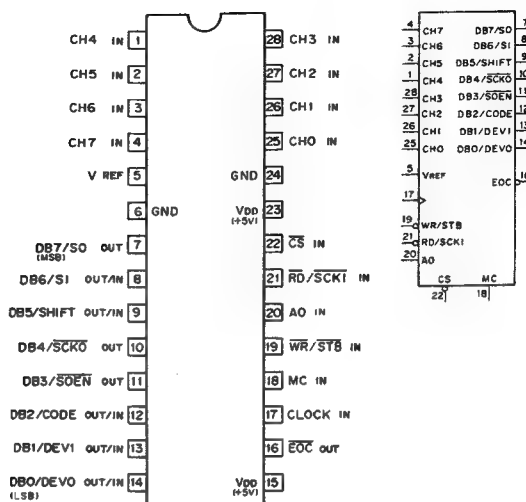 CH4 IN 1
CH5 IN 2
CH6 IN 3
CH7 IN 4
V REF 5
6 GND
DB7/SO OUT 7
(MSB)
DB6/SI OUT/IN 8
DB5/SHIFT OUT/IN 9
DB4/SCKO OUT 10
DB3/SOEN OUT 11
DB2/CODE OUT/IN 12
DB1/DEV1 OUT/IN 13
DB0/DEV0 OUT/IN 14
(LSB)
28 CH3 IN
27 CH2 IN
26 CH1 IN
25 CH0 IN
GND 24
VDD 23
(+5V)
22 CS IN
21 RD/SCK1 IN
20 A0 IN
19 WR/STB IN
18 MC IN
17 CLOCK IN
16 EOC OUT
VDD 15
(+5V)
4 CH7 DB7/SO 7
3 CH6 DB6/S1 8
2 CH5 DB5/SHIFT 9
1 CH4 DB4/SCKO 10
28 CH3 DB3/SOEN 11
27 CH2 DB2/CODE 12
26 CH1 DB1/DEV1 13
25 CH0 DB0/DEV0 14
5 VREF
EOC 16
17
19 WR/STB
21 RD/SCK1
20 A0
CS MC
22 18